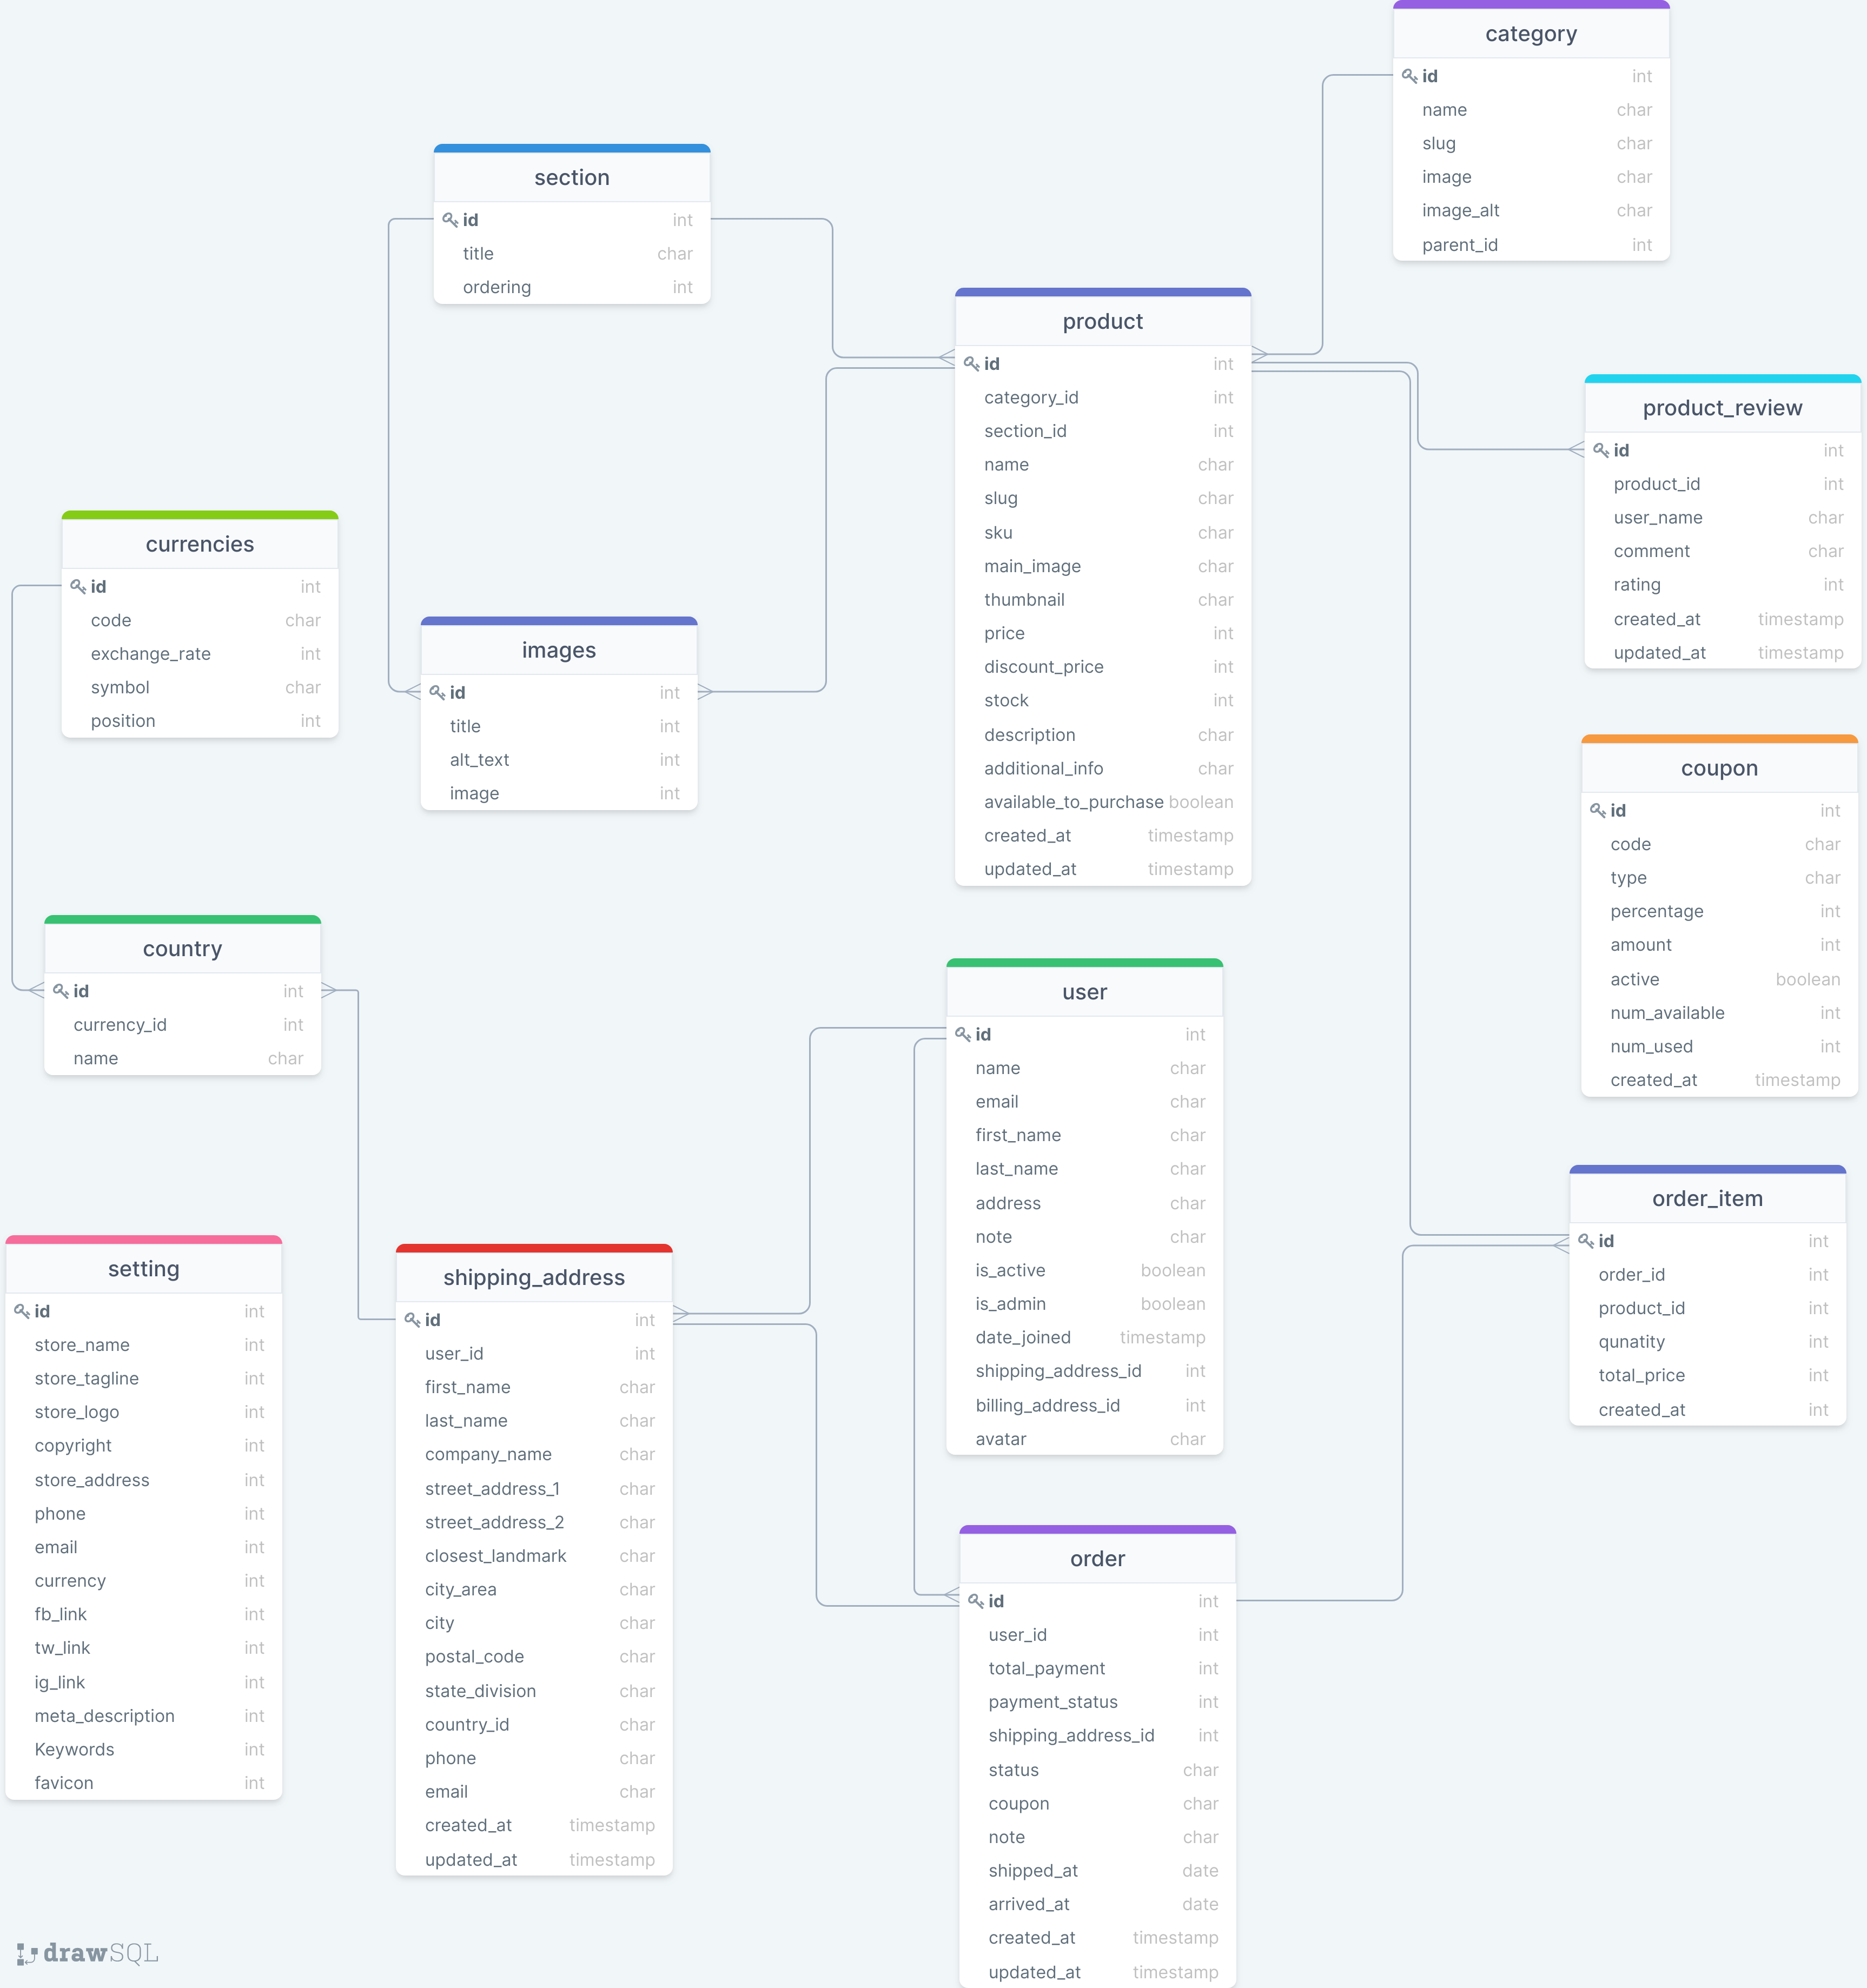 category
id int
name char
slug char
image char
image_alt char
parent_id int
section
id int
title char
ordering int
product
id int
category_id int
section_id int
name char
slug char
sku char
main_image char
thumbnail char
price int
discount_price int
stock int
description char
additional_info char
available_to_purchase boolean
created_at timestamp
updated_at timestamp
product_review
id int
product_id int
user_name char
comment char
rating int
created_at timestamp
updated_at timestamp
currencies
id int
code char
exchange_rate int
symbol char
position int
images
id int
title int
alt_text int
image int
coupon
id int
code char
type char
percentage int
amount int
active boolean
num_available int
num_used int
created_at timestamp
country
id int
currency_id int
name char
user
id int
name char
email char
first_name char
last_name char
address char
note char
is_active boolean
is_admin boolean
date_joined timestamp
shipping_address_id int
billing_address_id int
avatar char
order_item
id int
order_id int
product_id int
qunatity int
total_price int
created_at int
setting
id int
store_name int
store_tagline int
store_logo int
copyright int
store_address int
phone int
email int
currency int
fb_link int
tw_link int
ig_link int
meta_description int
Keywords int
favicon int
shipping_address
id int
user_id int
first_name char
last_name char
company_name char
street_address_1 char
street_address_2 char
closest_landmark char
city_area char
city char
postal_code char
state_division char
country_id char
phone char
email char
created_at timestamp
updated_at timestamp
order
id int
user_id int
total_payment int
payment_status int
shipping_address_id int
status char
coupon char
note char
shipped_at date
arrived_at date
created_at timestamp
updated_at timestamp
drawSQL